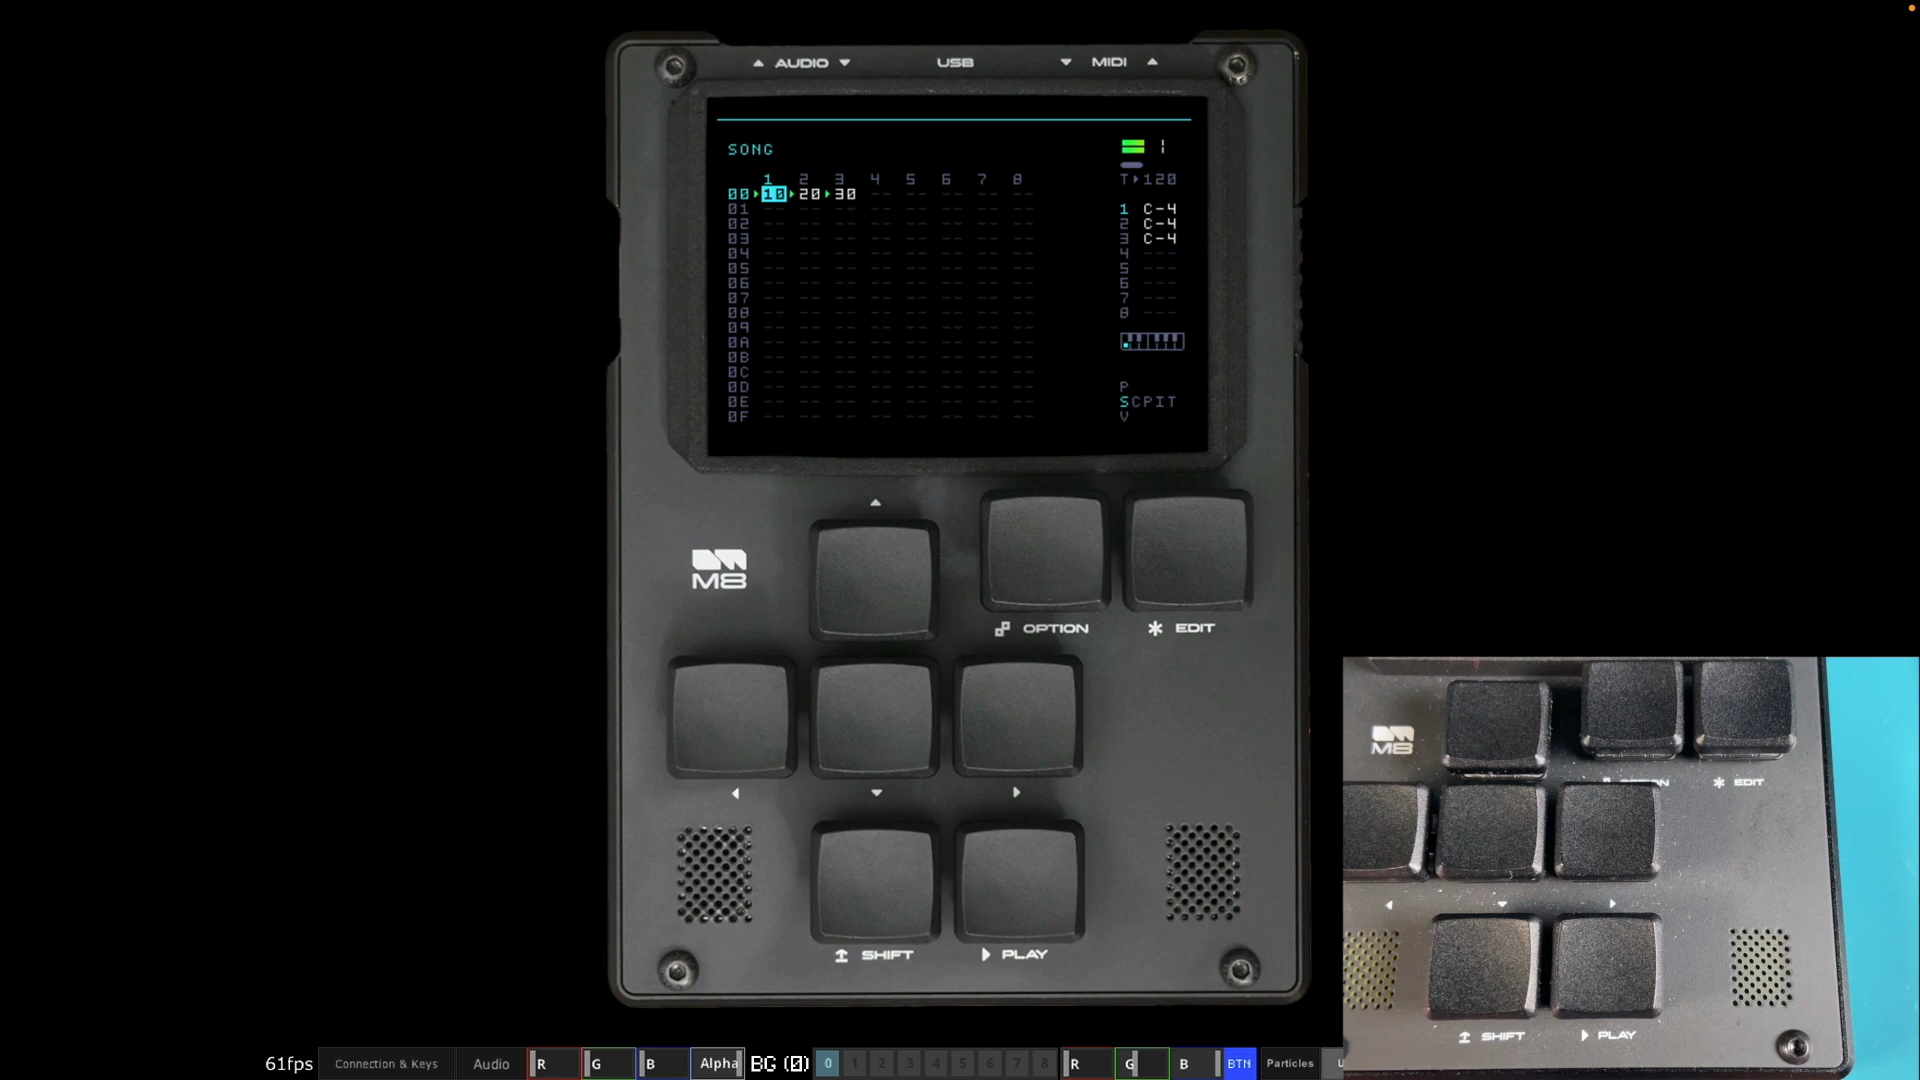 AUDIO USB MIDI
SONG 1
1 2 3 4 5 6 7 8 T 120
00 10 20 30
01 -- -- -- -- -- -- -- -- 1 C-4
02 -- -- -- -- -- -- -- -- 2 C-4
03 -- -- -- -- -- -- -- -- 3 C-4
04 -- -- -- -- -- -- -- -- 4 ---
05 -- -- -- -- -- -- -- -- 5 ---
06 -- -- -- -- -- -- -- -- 6 ---
07 -- -- -- -- -- -- -- -- 7 ---
08 -- -- -- -- -- -- -- -- 8 ---
09 -- -- -- -- -- -- -- --
0A -- -- -- -- -- -- -- --
0B -- -- -- -- -- -- -- --
0C -- -- -- -- -- -- -- --
0D -- -- -- -- -- -- -- -- P
0E -- -- -- -- -- -- -- -- SCPIT
0F -- -- -- -- -- -- -- -- V
M8
OPTION EDIT
SHIFT PLAY
M8
EDIT
SHIFT PLAY
61fps Connection & Keys Audio R G B Alpha BG (0) 0 1 2 3 4 5 6 7 8 R G B BTN Particles